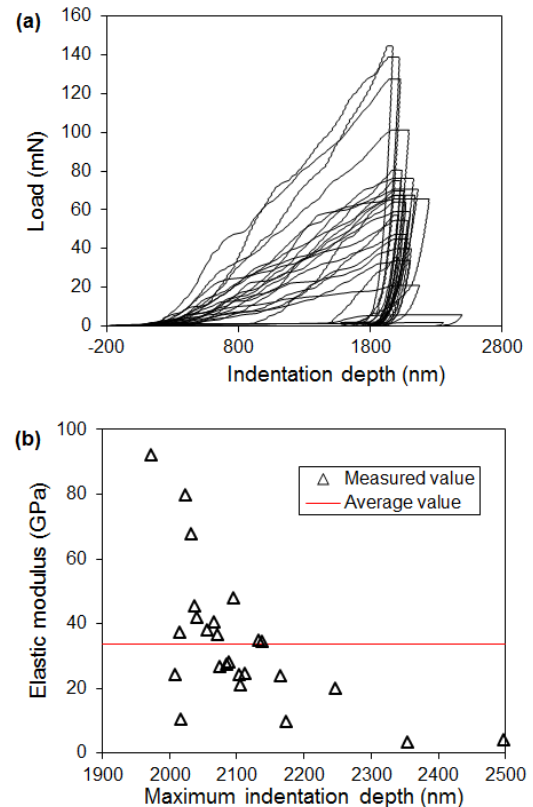 (a)
160
140
120
100
80
60
40
20
0
Load (mN)
-200 800 1800 2800
Indentation depth (nm)
(b)
100
80
60
40
20
0
Elastic modulus (GPa)
Measured value
Average value
1900 2000 2100 2200 2300 2400 2500
Maximum indentation depth (nm)